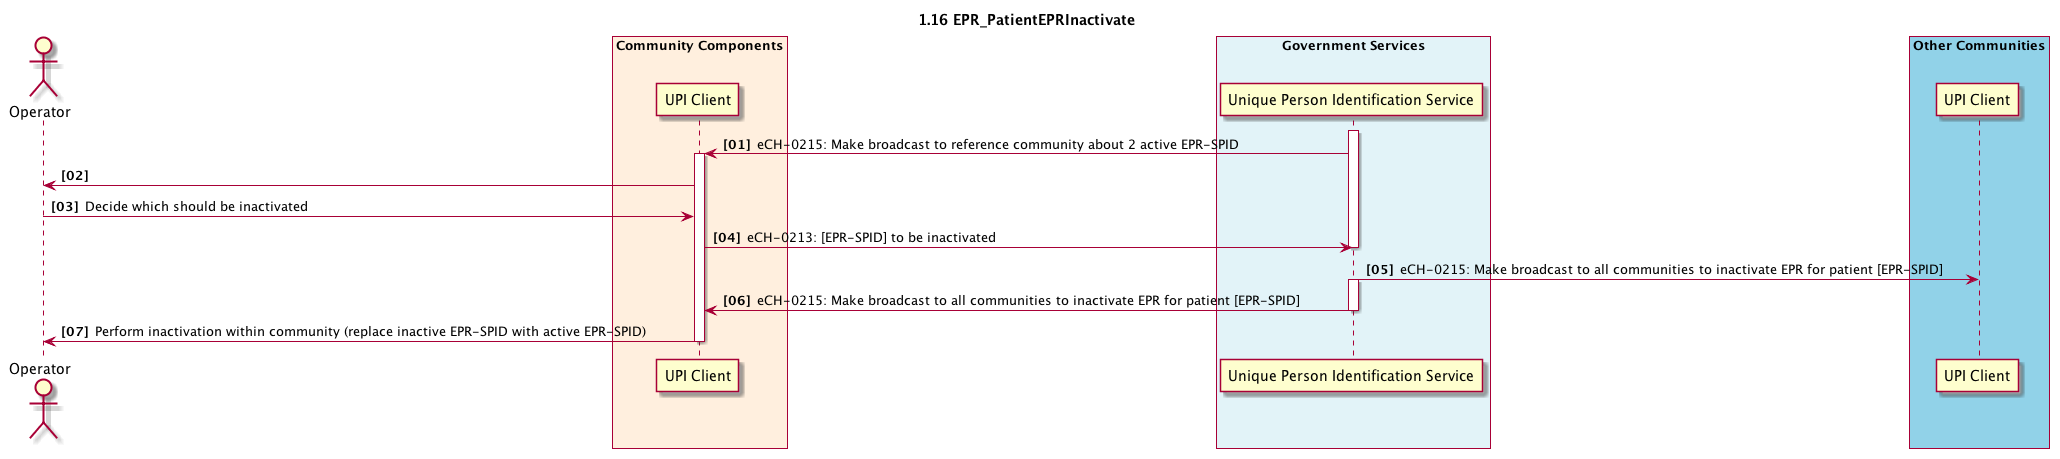 1.16 EPR_PatientEPRInactivate
Community Components
Government Services
Other Communities
Operator
UPI Client
Unique Person Identification Service
UPI Client
[01] eCH-0215: Make broadcast to reference community about 2 active EPR-SPID
[02]
[03] Decide which should be inactivated
[04] eCH-0213: [EPR-SPID] to be inactivated
[05] eCH-0215: Make broadcast to all communities to inactivate EPR for patient [EPR-SPID]
[06] eCH-0215: Make broadcast to all communities to inactivate EPR for patient [EPR-SPID]
[07] Perform inactivation within community (replace inactive EPR-SPID with active EPR-SPID)
Operator
UPI Client
Unique Person Identification Service
UPI Client